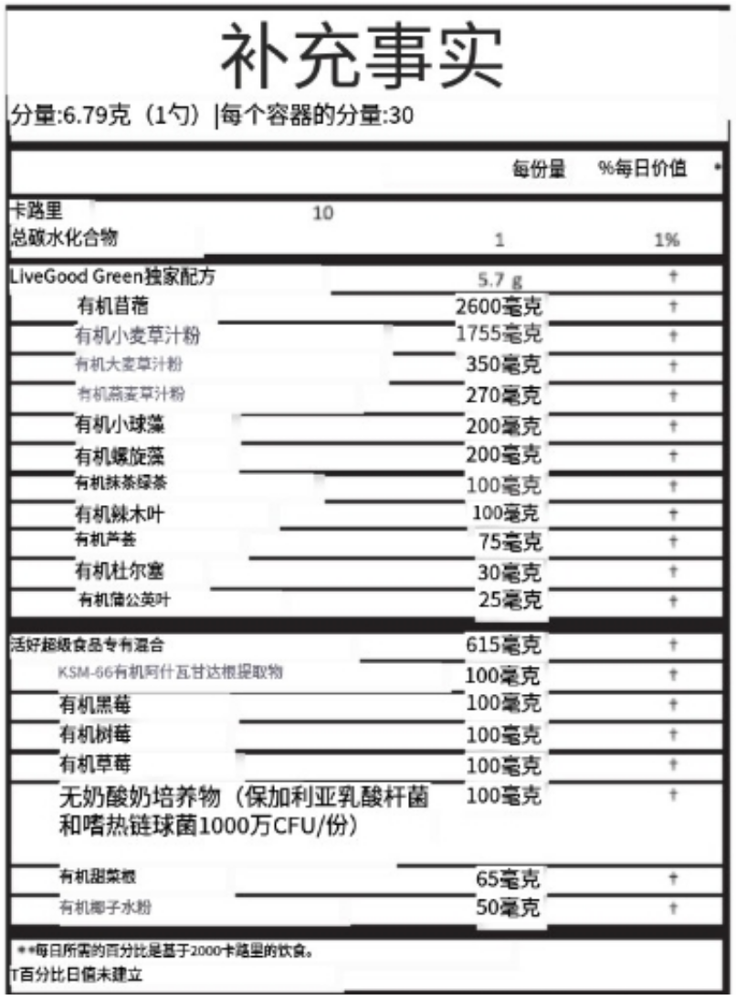 补充事实
分量:6.79克（1勺）|每个容器的分量:30
每份量 %每日价值 *
卡路里 10
总碳水化合物 1 1%
LiveGood Green独家配方 5.7 g †
有机苜蓿 2600毫克 †
有机小麦草汁粉 1755毫克 †
有机大麦草汁粉 350毫克 †
有机燕麦草汁粉 270毫克 †
有机小球藻 200毫克 †
有机螺旋藻 200毫克 †
有机抹茶绿茶 100毫克 †
有机辣木叶 100毫克 †
有机芦荟 75毫克 †
有机杜尔塞 30毫克 †
有机蒲公英叶 25毫克 †
活好超级食品专有混合 615毫克 †
KSM-66有机阿什瓦甘达根提取物 100毫克 †
有机黑莓 100毫克 †
有机树莓 100毫克 †
有机草莓 100毫克 †
无奶酸奶培养物（保加利亚乳酸杆菌 100毫克 †
和嗜热链球菌1000万CFU/份）
有机甜菜根 65毫克 †
有机椰子水粉 50毫克 †
**每日所需的百分比是基于2000卡路里的饮食。
T百分比日值未建立